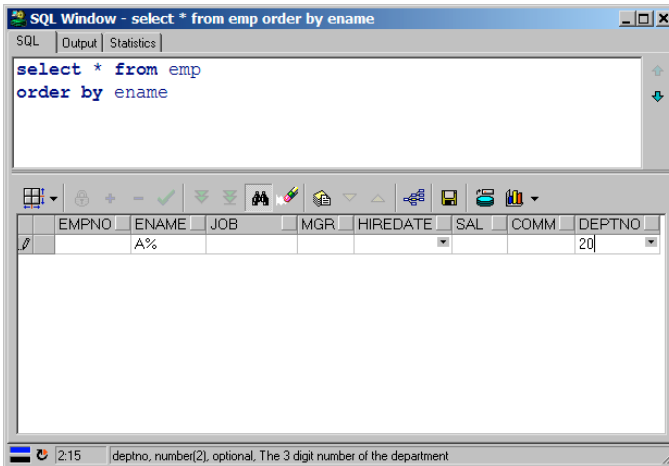 SQL Window - select * from emp order by ename
SQL Output Statistics
select * from emp
order by ename
EMPNO ENAME JOB MGR HIREDATE SAL COMM DEPTNO
A% 20
2:15 deptno, number(2), optional, The 3 digit number of the department